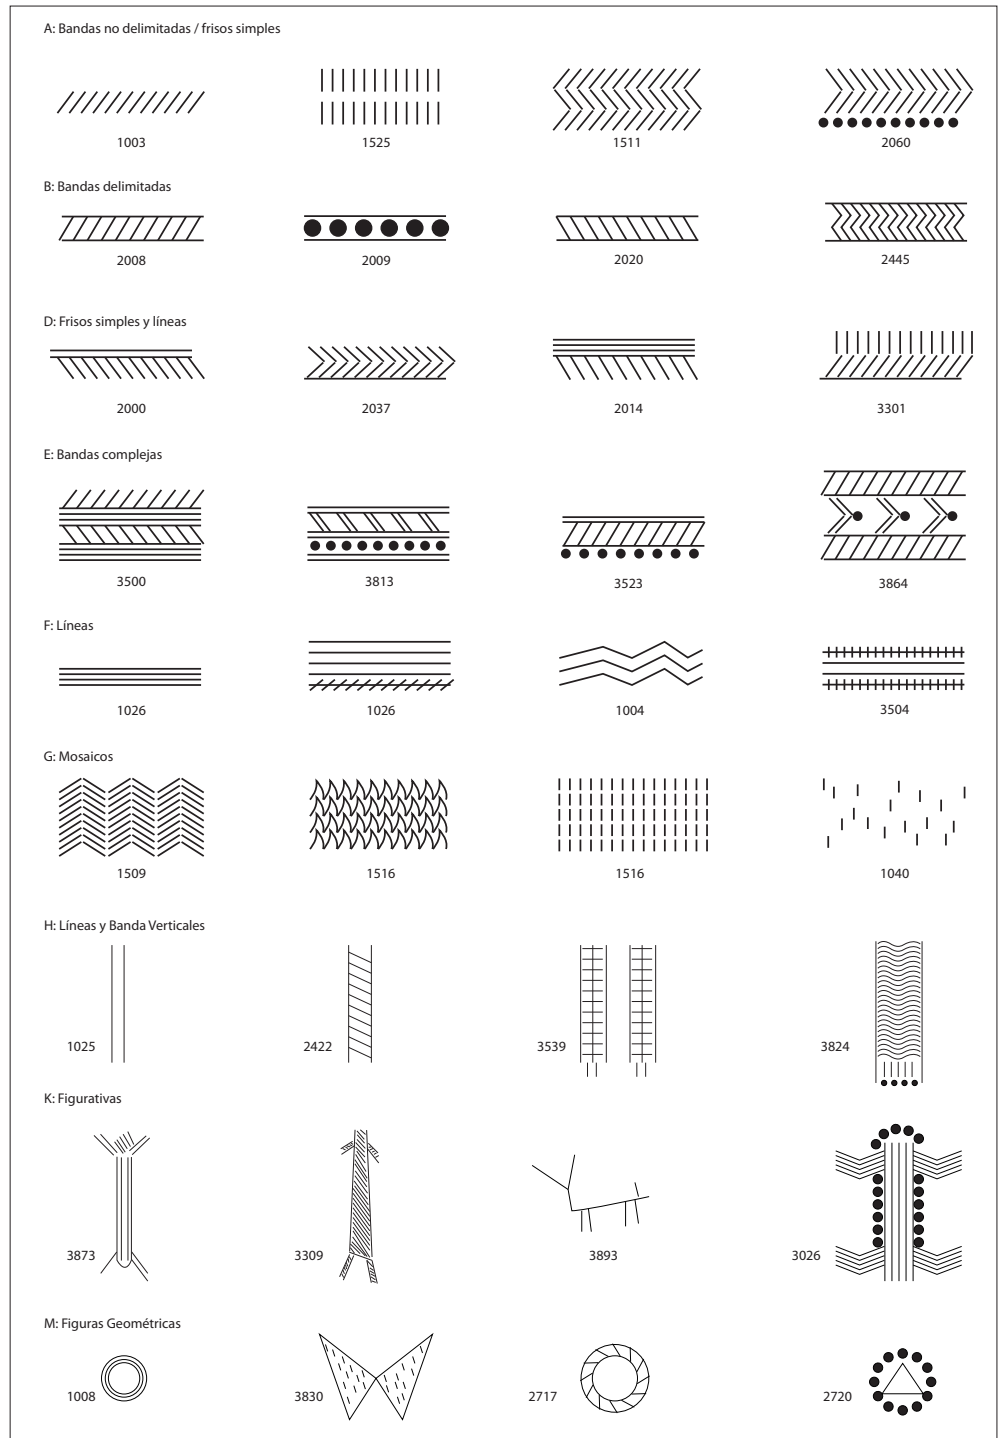 A: Bandas no delimitadas / frisos simples
1003 1525 1511 2060
B: Bandas delimitadas
2008 2009 2020 2445
D: Frisos simples y líneas
2000 2037 2014 3301
E: Bandas complejas
3500 3813 3523 3864
F: Líneas
1026 1026 1004 3504
G: Mosaicos
1509 1516 1516 1040
H: Líneas y Banda Verticales
1025 2422 3539 3824
K: Figurativas
3873 3309 3893 3026
M: Figuras Geométricas
1008 3830 2717 2720